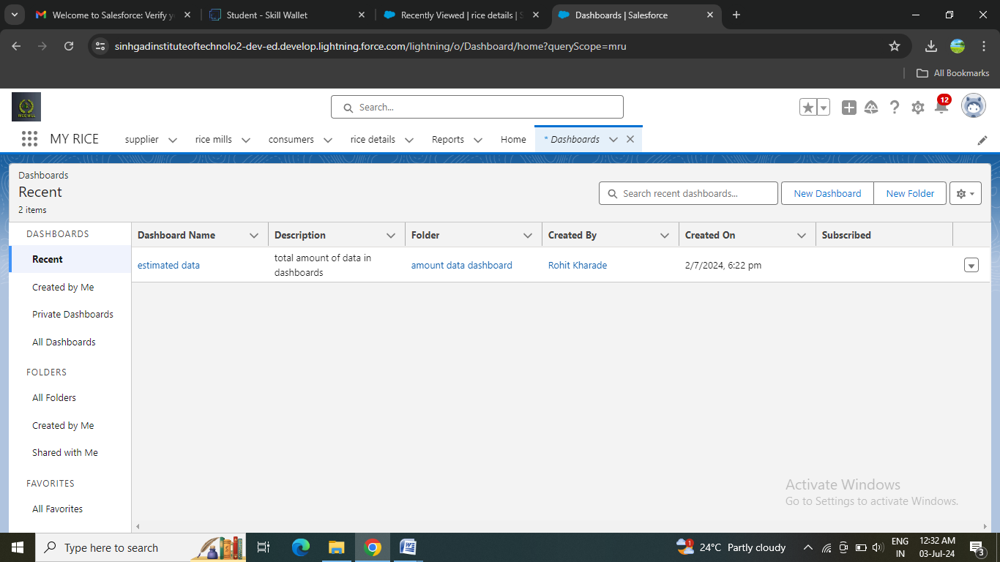 Welcome to Salesforce: Verify y
Student - Skill Wallet
Recently Viewed | rice details | S
Dashboards | Salesforce
sinhgadinstituteoftechnolo2-dev-ed.develop.lightning.force.com/lightning/o/Dashboard/home?queryScope=mru
All Bookmarks
RICE MILL
Search...
12
MY RICE
supplier
rice mills
consumers
rice details
Reports
Home
* Dashboards
Dashboards
Recent
2 items
Search recent dashboards...
New Dashboard
New Folder
DASHBOARDS
Recent
Created by Me
Private Dashboards
All Dashboards
FOLDERS
All Folders
Created by Me
Shared with Me
FAVORITES
All Favorites
Dashboard Name
Description
Folder
Created By
Created On
Subscribed
estimated data
total amount of data in
dashboards
amount data dashboard
Rohit Kharade
2/7/2024, 6:22 pm
Activate Windows
Go to Settings to activate Windows.
Type here to search
1
24°C Partly cloudy
ENG
IN
12:32 AM
03-Jul-24
3